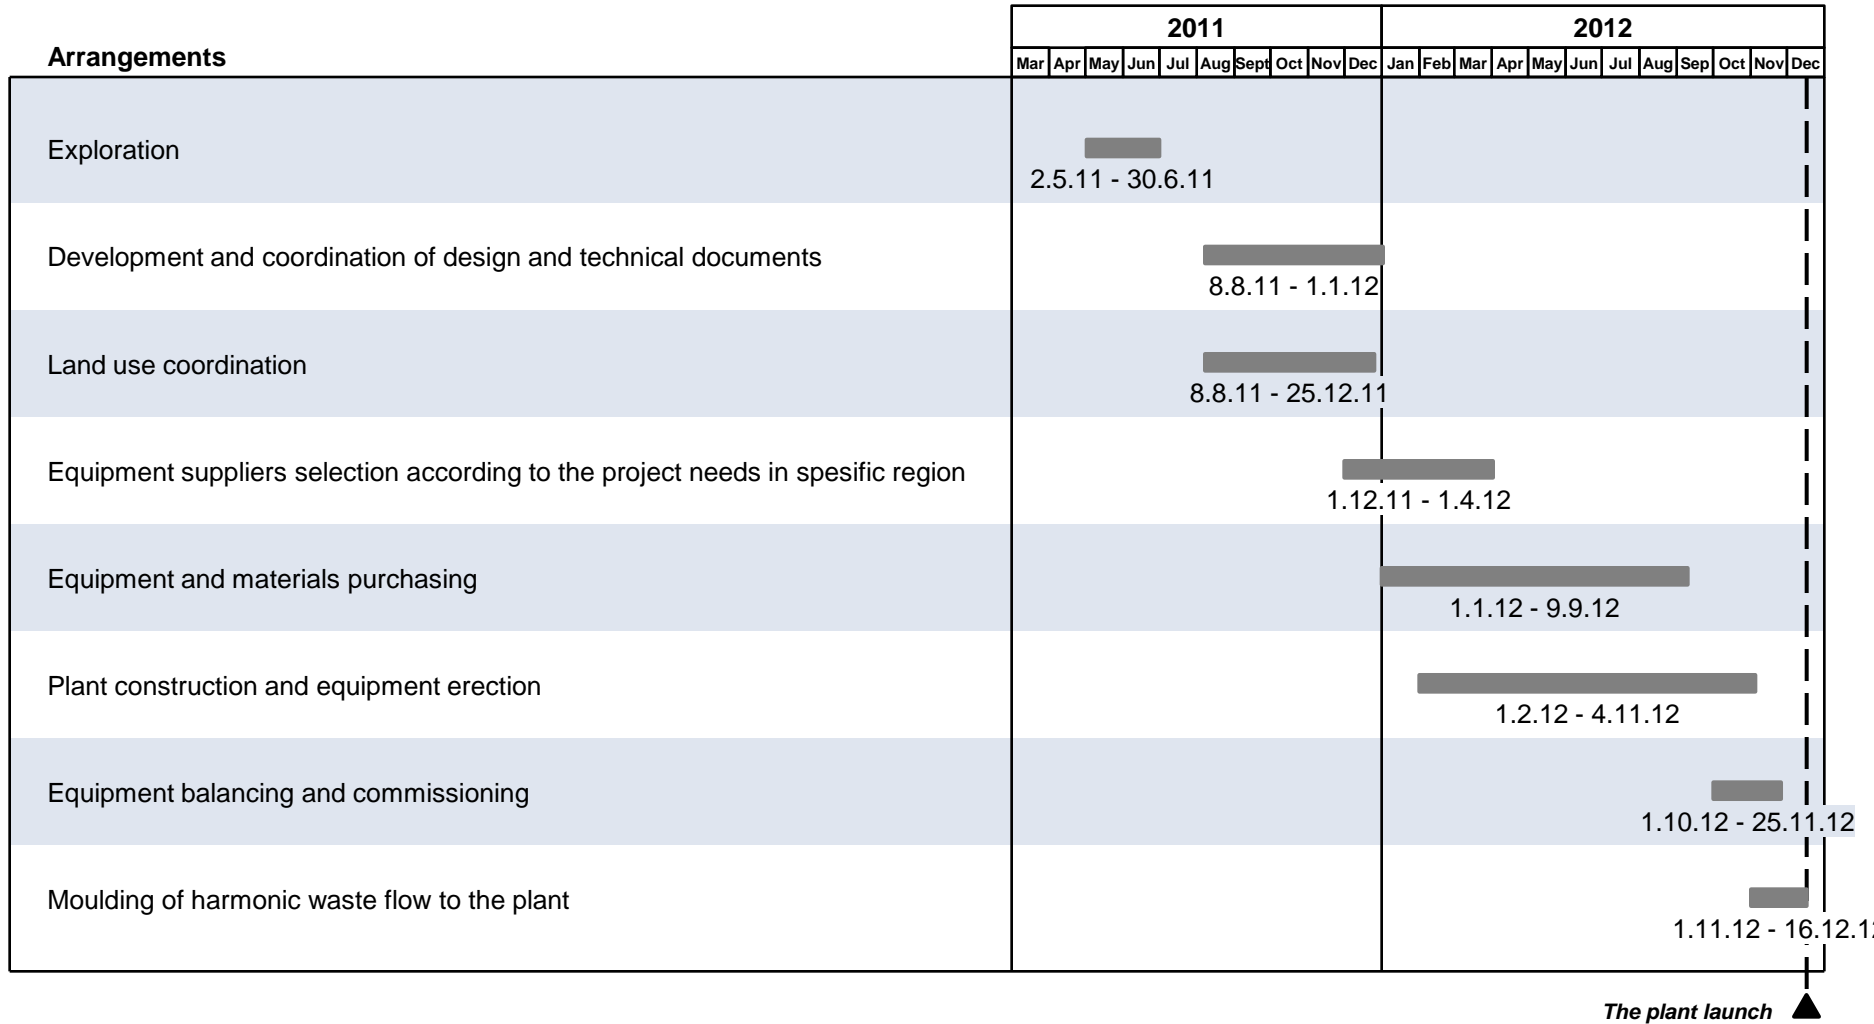 2011 2012
Arrangements
Mar Apr May Jun Jul Aug Sept Oct Nov Dec Jan Feb Mar Apr May Jun Jul Aug Sep Oct Nov Dec
Exploration
2.5.11 - 30.6.11
Development and coordination of design and technical documents
8.8.11 - 1.1.12
Land use coordination
8.8.11 - 25.12.11
Equipment suppliers selection according to the project needs in spesific region
1.12.11 - 1.4.12
Equipment and materials purchasing
1.1.12 - 9.9.12
Plant construction and equipment erection
1.2.12 - 4.11.12
Equipment balancing and commissioning
1.10.12 - 25.11.12
Moulding of harmonic waste flow to the plant
1.11.12 - 16.12.12
The plant launch